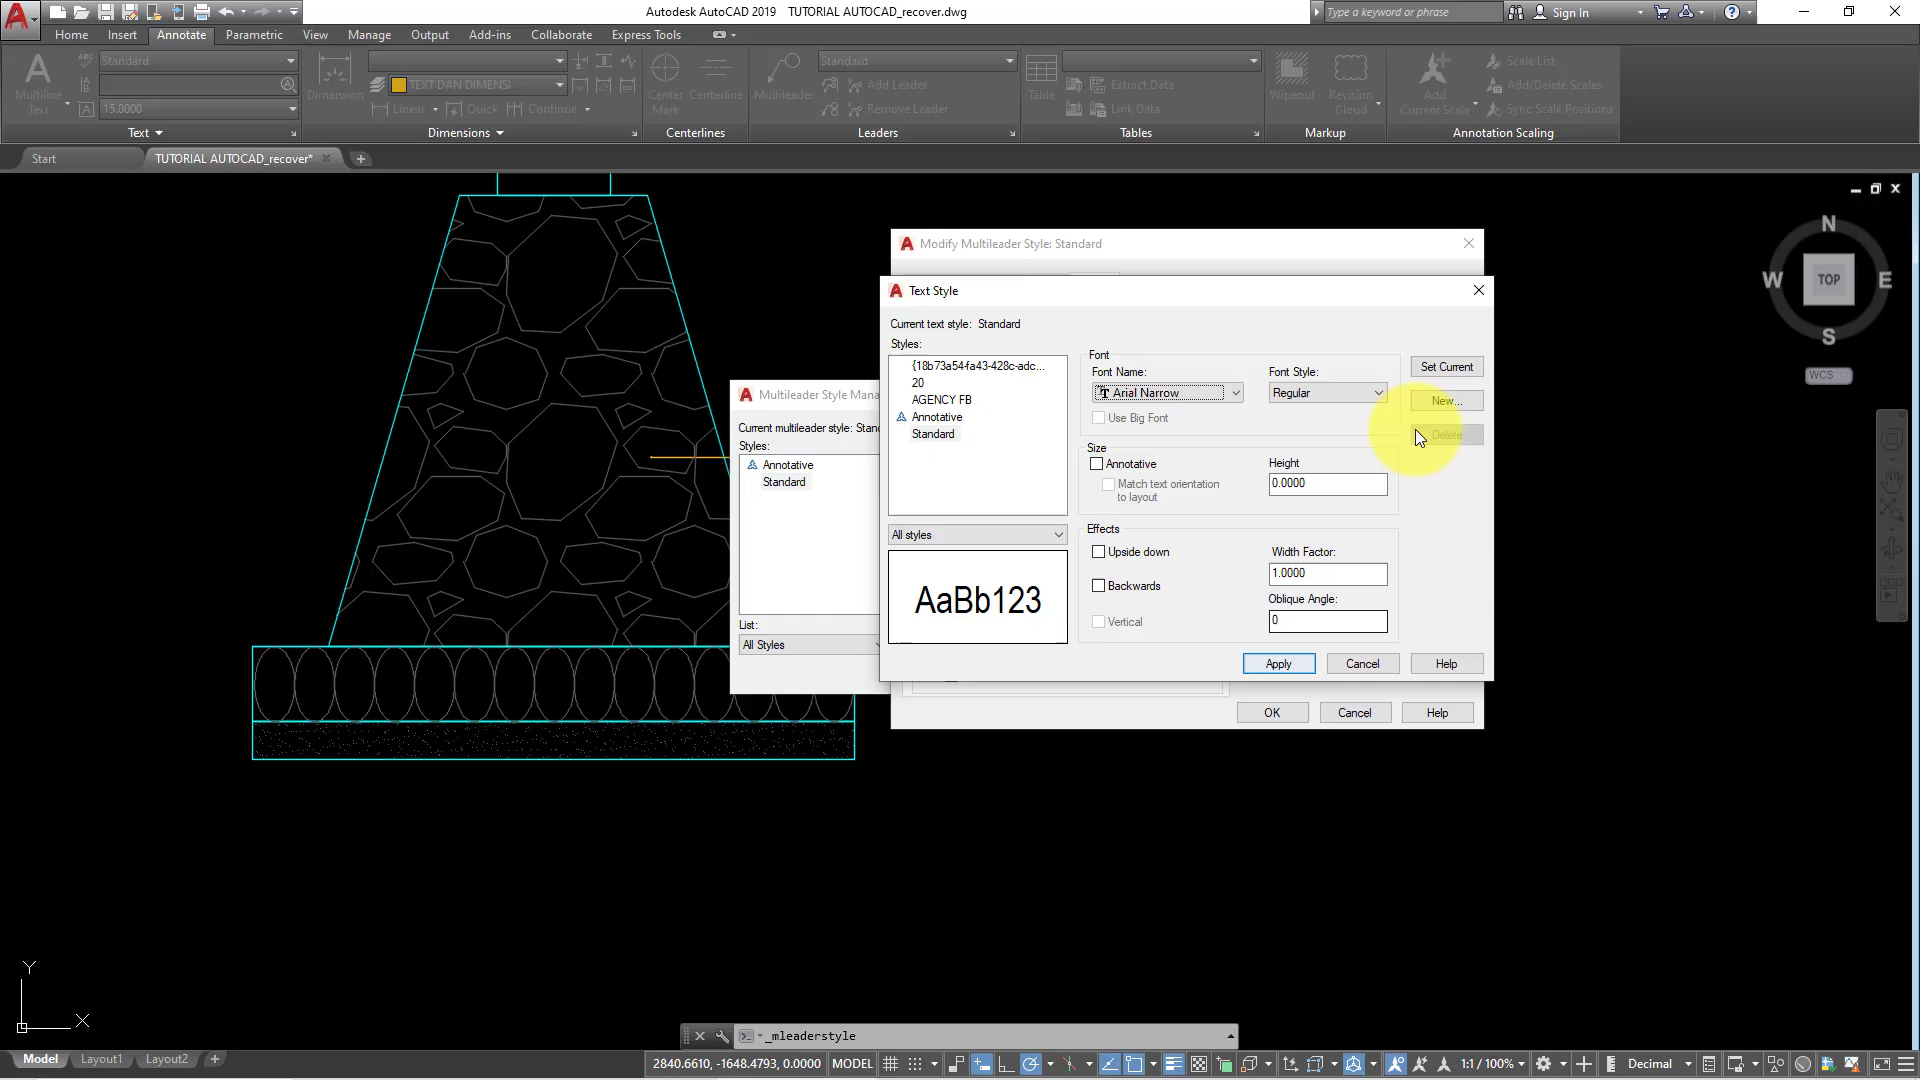 Autodesk AutoCAD 2019 TUTORIAL AUTOCAD_recover.dwg
Type a keyword or phrase
Sign In
Home Insert Annotate Parametric View Manage Output Add-ins Collaborate Express Tools
Multiline Text
ABC
Standard
15.0000
Text
Dimension
TEXT DAN DIMENSI
Linear Quick Continue
Dimensions
Center Mark
Centerline
Centerlines
Multileader
Standard
Add Leader
Remove Leader
Leaders
Table
Extract Data
Link Data
Tables
Wipeout
Revision Cloud
Markup
Add Current Scale
Scale List
Add/Delete Scales
Sync Scale Positions
Annotation Scaling
Start
TUTORIAL AUTOCAD_recover*
N
W TOP E
S
WCS
Modify Multileader Style: Standard
Text Style
Current text style: Standard
Styles:
{18b73a54-fa43-428c-adc...
20
AGENCY FB
Annotative
Standard
All styles
AaBb123
Font
Font Name:
Arial Narrow
Font Style:
Regular
Use Big Font
Size
Annotative
Match text orientation
to layout
Height
0.0000
Effects
Upside down
Backwards
Vertical
Width Factor:
1.0000
Oblique Angle:
0
Set Current
New...
Delete
Apply Cancel Help
OK Cancel Help
Multileader Style Mana
Current multileader style: Stan
Styles:
Annotative
Standard
List:
All Styles
Y
X
_mleaderstyle
Model Layout1 Layout2
2840.6610, -1648.4793, 0.0000 MODEL 1:1 / 100% Decimal